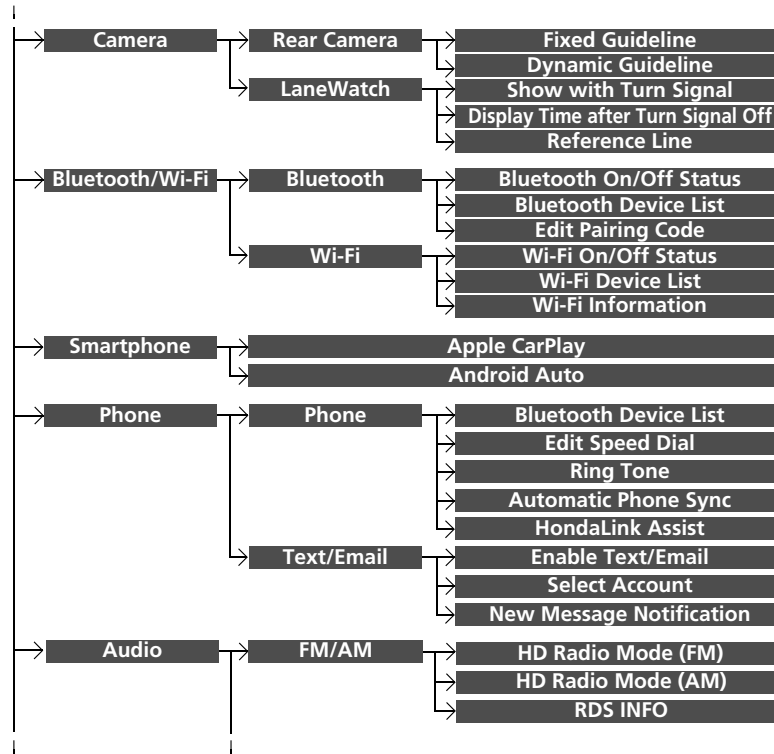 Camera
Rear Camera
Fixed Guideline
Dynamic Guideline
LaneWatch
Show with Turn Signal
Display Time after Turn Signal Off
Reference Line
Bluetooth/Wi-Fi
Bluetooth
Bluetooth On/Off Status
Bluetooth Device List
Edit Pairing Code
Wi-Fi
Wi-Fi On/Off Status
Wi-Fi Device List
Wi-Fi Information
Smartphone
Apple CarPlay
Android Auto
Phone
Phone
Bluetooth Device List
Edit Speed Dial
Ring Tone
Automatic Phone Sync
HondaLink Assist
Text/Email
Enable Text/Email
Select Account
New Message Notification
Audio
FM/AM
HD Radio Mode (FM)
HD Radio Mode (AM)
RDS INFO